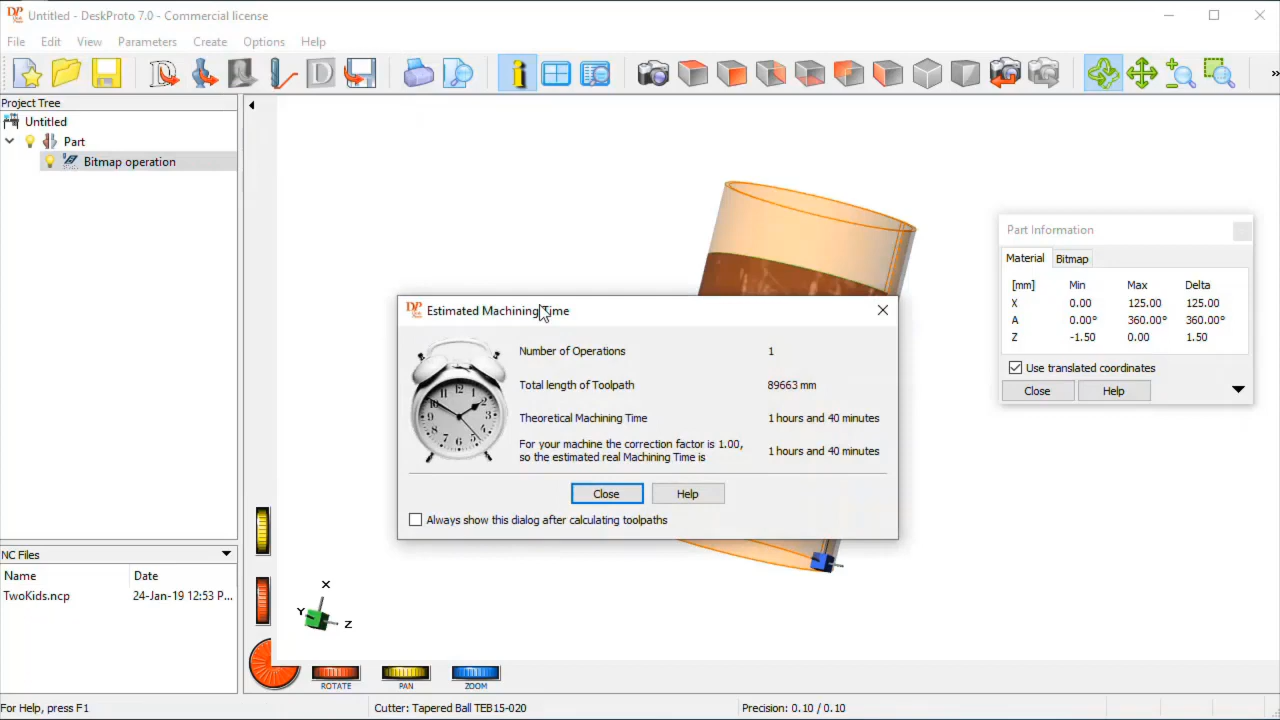 Untitled - DeskProto 7.0 - Commercial license
File Edit View Parameters Create Options Help
Project Tree
Untitled
Part
Bitmap operation
Part Information
Material Bitmap
[mm] Min Max Delta
X 0.00 125.00 125.00
A 0.00° 360.00° 360.00°
Z -1.50 0.00 1.50
Use translated coordinates
Close Help
Estimated Machining Time
Number of Operations 1
Total length of Toolpath 89663 mm
Theoretical Machining Time 1 hours and 40 minutes
For your machine the correction factor is 1.00,
so the estimated real Machining Time is 1 hours and 40 minutes
Close Help
Always show this dialog after calculating toolpaths
NC Files
Name Date
TwoKids.ncp 24-Jan-19 12:53 P...
X
Y
Z
ROTATE PAN ZOOM
For Help, press F1 Cutter: Tapered Ball TEB15-020 Precision: 0.10 / 0.10